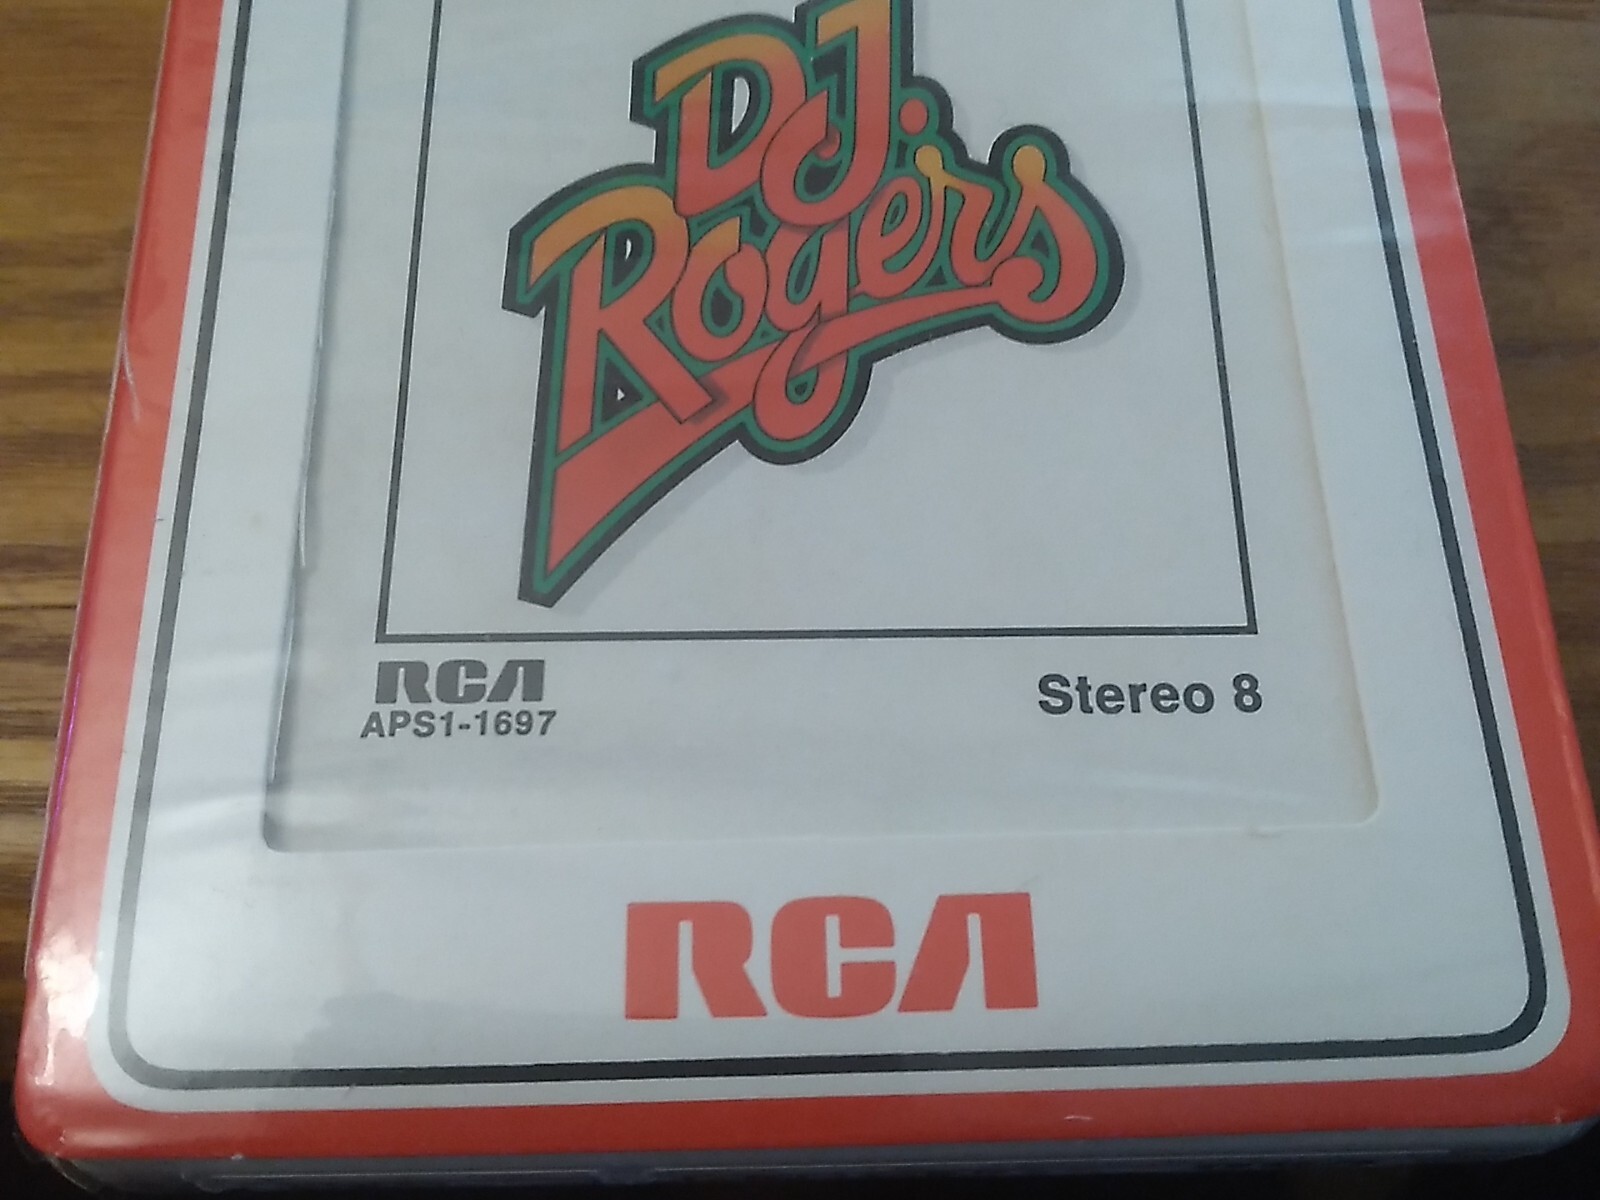 D.J.
Rogers
RCA
APS1-1697
Stereo 8
RCA